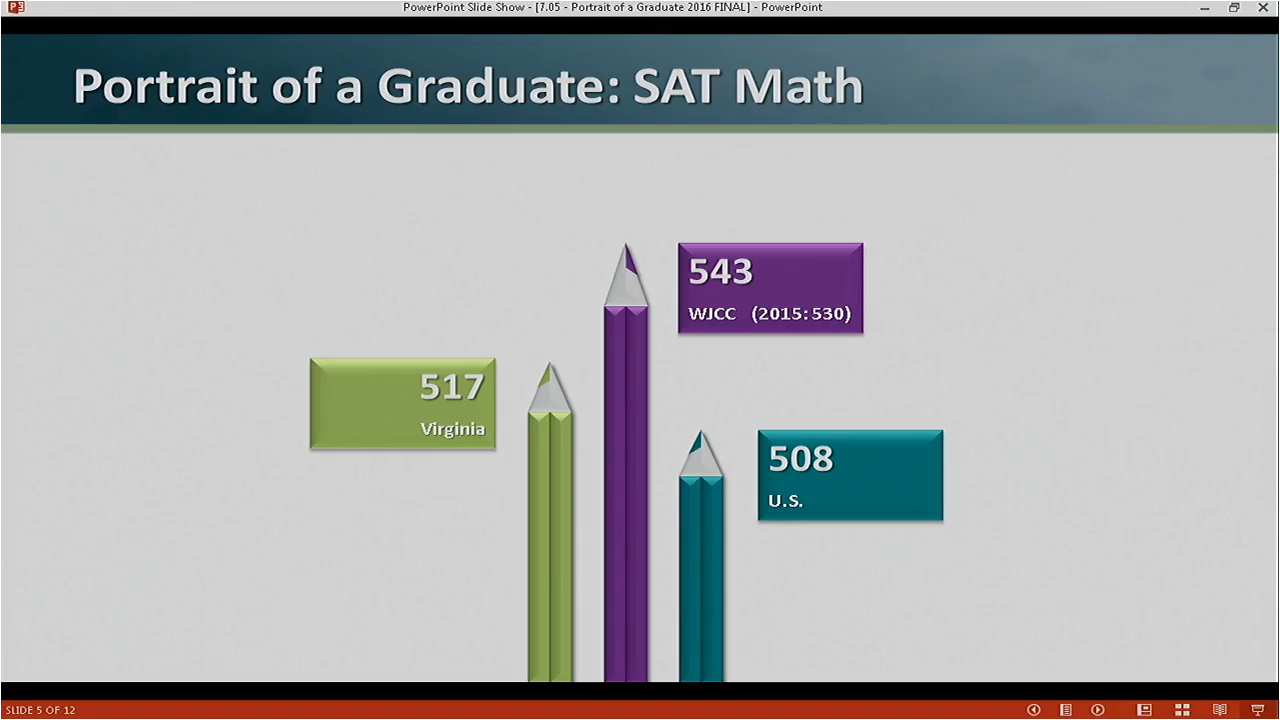 PowerPoint Slide Show - [7.05 - Portrait of a Graduate 2016 FINAL] - PowerPoint
Portrait of a Graduate: SAT Math
543
WJCC (2015: 530)
517
Virginia
508
U.S.
SLIDE 5 OF 12